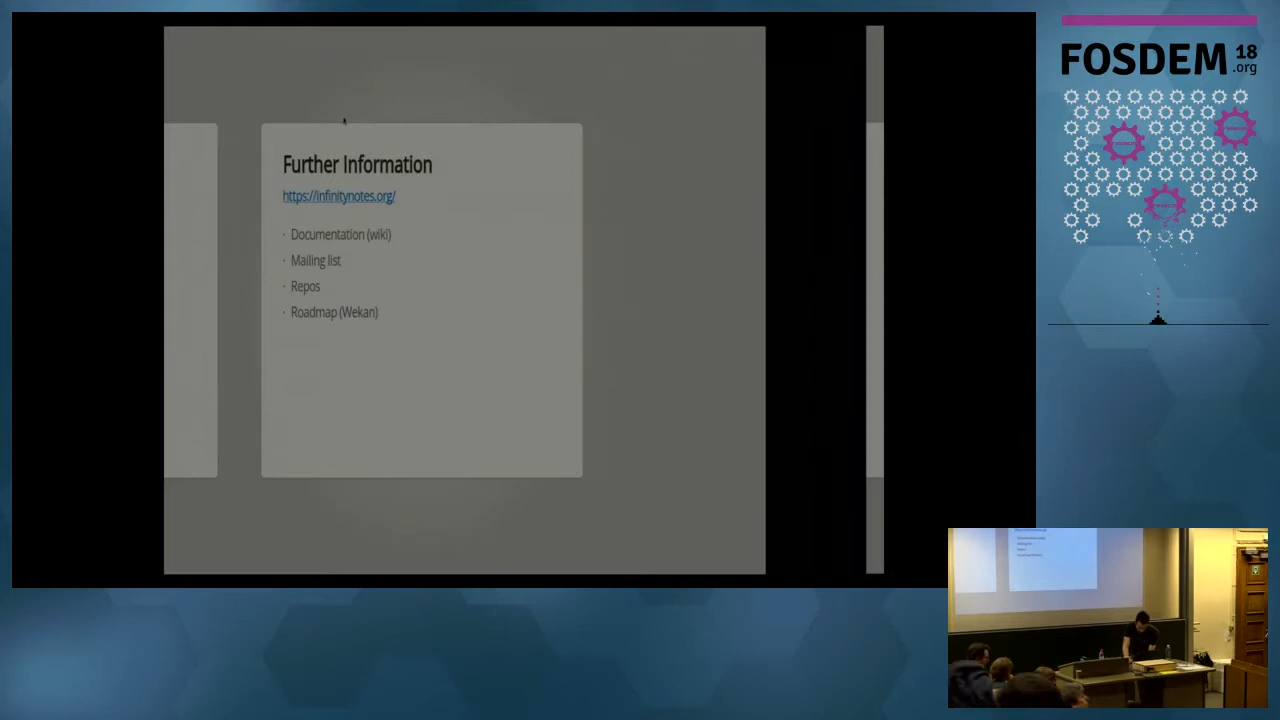 Further Information
https://infinitynotes.org/
· Documentation (wiki)
· Mailing list
· Repos
· Roadmap (Wekan)
FOSDEM 18
.org